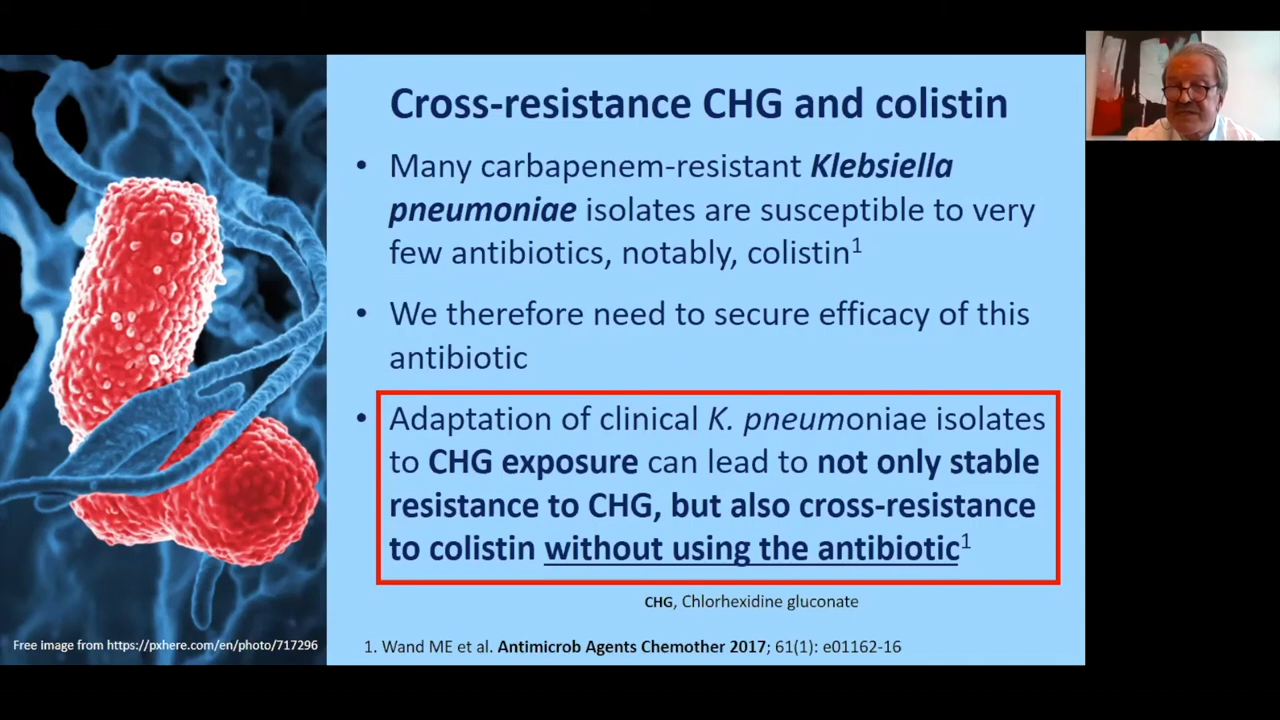 Cross-resistance CHG and colistin
• Many carbapenem-resistant Klebsiella
pneumoniae isolates are susceptible to very
few antibiotics, notably, colistin¹
• We therefore need to secure efficacy of this
antibiotic
• Adaptation of clinical K. pneumoniae isolates
to CHG exposure can lead to not only stable
resistance to CHG, but also cross-resistance
to colistin without using the antibiotic¹
CHG, Chlorhexidine gluconate
Free image from https://pxhere.com/en/photo/717296
1. Wand ME et al. Antimicrob Agents Chemother 2017; 61(1): e01162-16